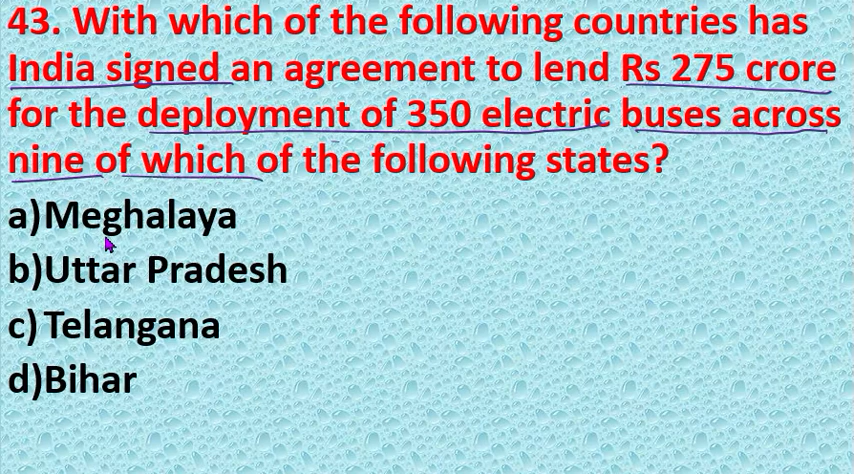 43. With which of the following countries has
India signed an agreement to lend Rs 275 crore
for the deployment of 350 electric buses across
nine of which of the following states?
a)Meghalaya
b)Uttar Pradesh
c) Telangana
d)Bihar